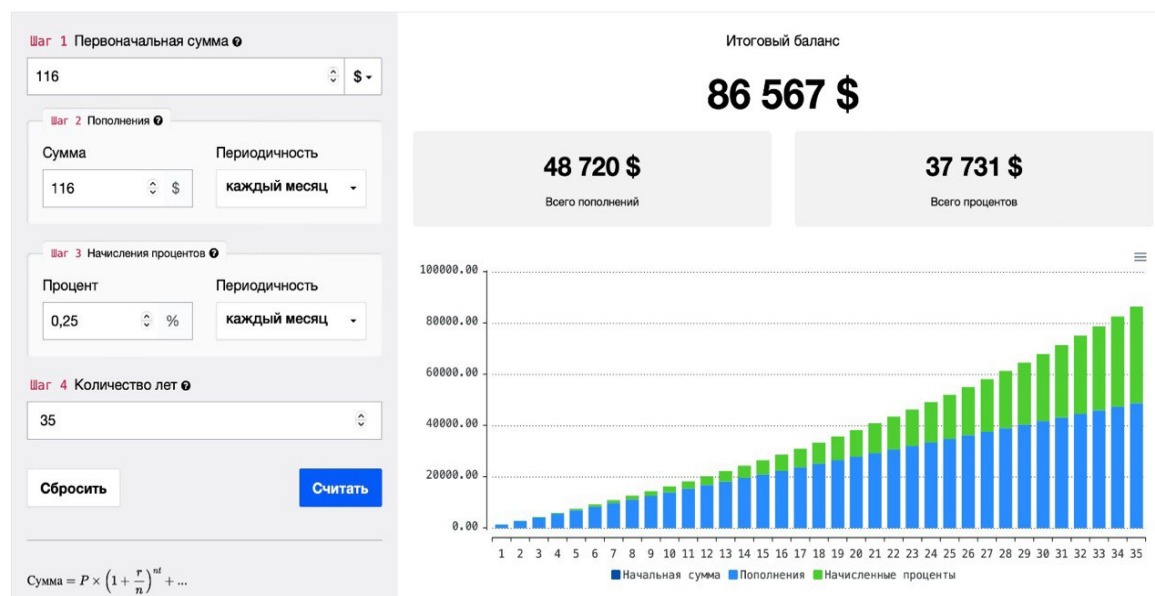 Шаг 1 Первоначальная сумма ?
116 $
Шаг 2 Пополнения ?
Сумма Периодичность
116 $ каждый месяц
Шаг 3 Начисления процентов ?
Процент Периодичность
0,25 % каждый месяц
Шаг 4 Количество лет ?
35
Сбросить Считать
Сумма = P × (1 + r/n)^nt + ...
Итоговый баланс
86 567 $
48 720 $
Всего пополнений
37 731 $
Всего процентов
100000.00
80000.00
60000.00
40000.00
20000.00
0.00
1 2 3 4 5 6 7 8 9 10 11 12 13 14 15 16 17 18 19 20 21 22 23 24 25 26 27 28 29 30 31 32 33 34 35
Начальная сумма Пополнения Начисленные проценты